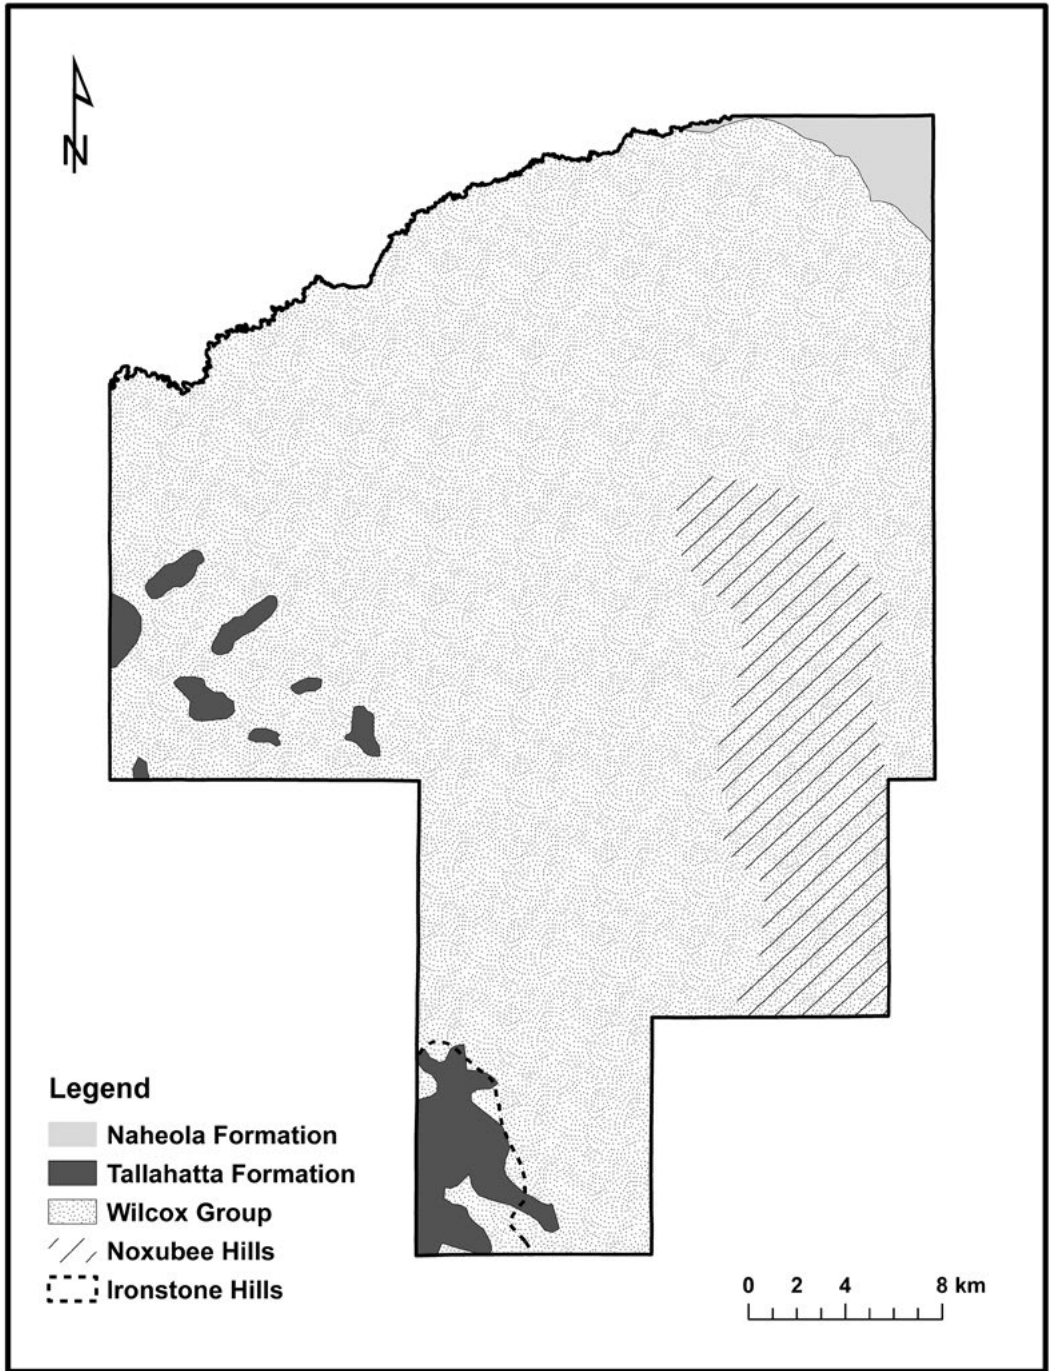 N
Legend
Naheola Formation
Tallahatta Formation
Wilcox Group
Noxubee Hills
Ironstone Hills
0 2 4 8 km